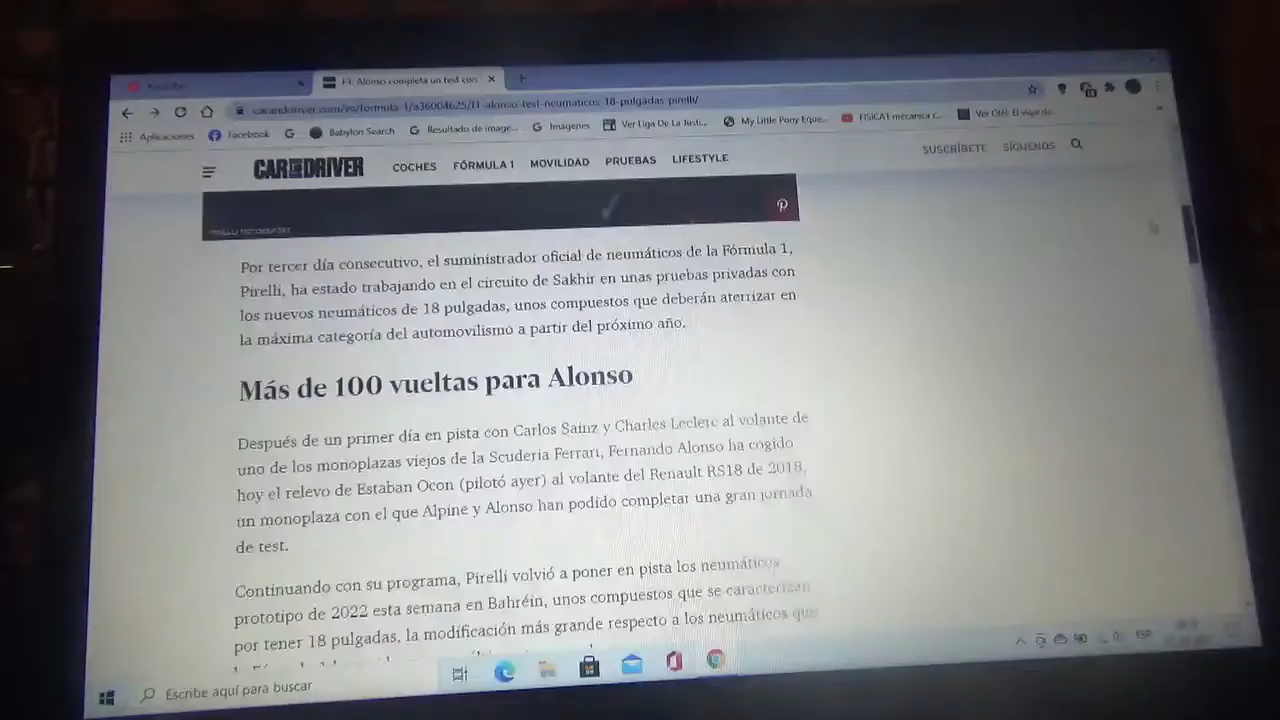 YouTube
F1: Alonso completa un test con
caranddriver.com/es/formula-1/a36004625/f1-alonso-test-neumaticos-18-pulgadas-pirelli/
Aplicaciones
Facebook
Babylon Search
Resultado de image...
Imágenes
Ver Liga De La Justi...
My Little Pony Eque...
FISICA1 mecanica c...
CAR AND DRIVER
COCHES
FÓRMULA 1
MOVILIDAD
PRUEBAS
LIFESTYLE
SUSCRÍBETE
SÍGUENOS
PIRELLI MOTORSPORT
Por tercer día consecutivo, el suministrador oficial de neumáticos de la Fórmula 1,
Pirelli, ha estado trabajando en el circuito de Sakhir en unas pruebas privadas con
los nuevos neumáticos de 18 pulgadas, unos compuestos que deberán aterrizar en
la máxima categoría del automovilismo a partir del próximo año.
Más de 100 vueltas para Alonso
Después de un primer día en pista con Carlos Sainz y Charles Leclerc al volante de
uno de los monoplazas viejos de la Scuderia Ferrari, Fernando Alonso ha cogido
hoy el relevo de Estaban Ocon (pilotó ayer) al volante del Renault RS18 de 2018,
un monoplaza con el que Alpine y Alonso han podido completar una gran jornada
de test.
Continuando con su programa, Pirelli volvió a poner en pista los neumáticos
prototipo de 2022 esta semana en Bahréin, unos compuestos que se caracterizan
por tener 18 pulgadas, la modificación más grande respecto a los neumáticos que
Escribe aquí para buscar
ESP